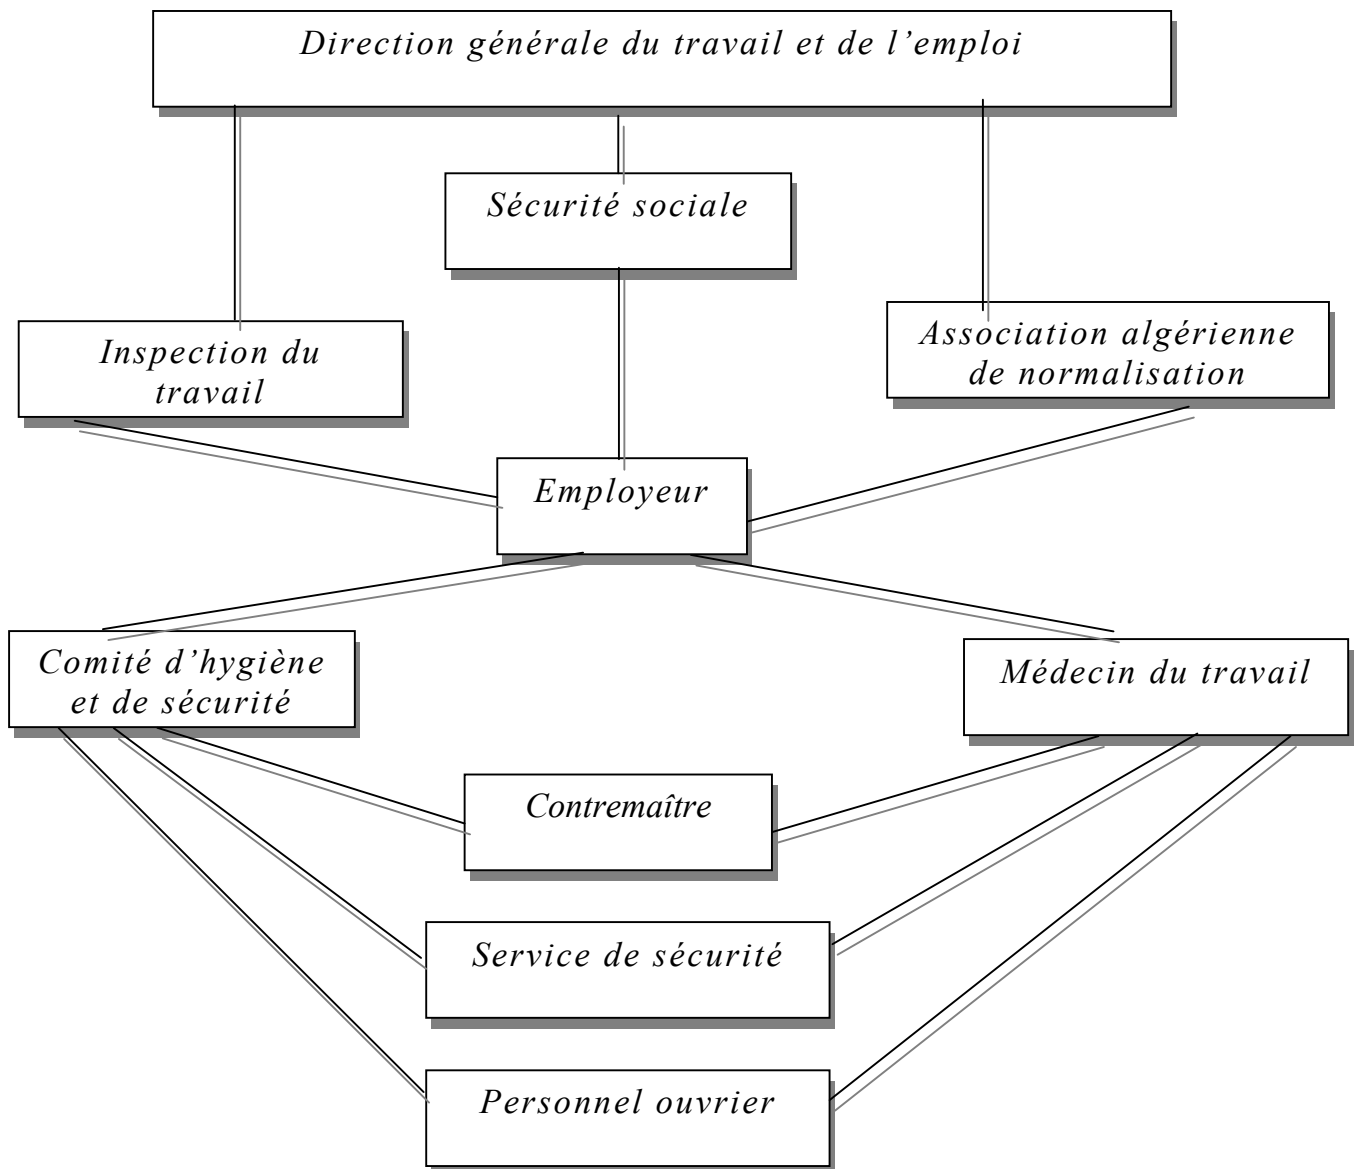 Direction générale du travail et de l’emploi
Sécurité sociale
Inspection du
travail
Association algérienne
de normalisation
Employeur
Comité d’hygiène
et de sécurité
Médecin du travail
Contremaître
Service de sécurité
Personnel ouvrier